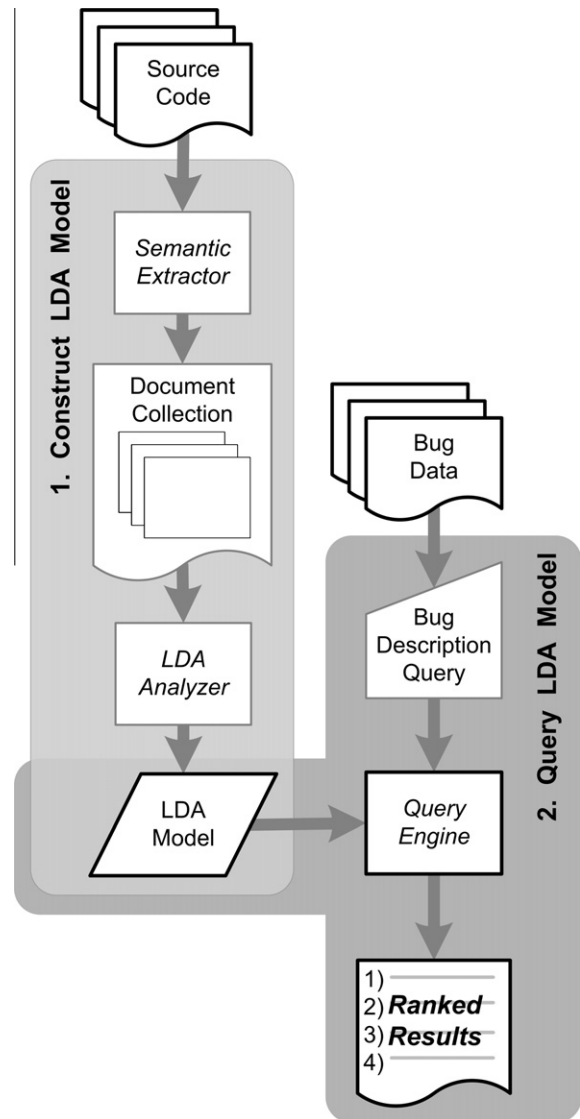 Source
Code
1. Construct LDA Model
Semantic
Extractor
Document
Collection
LDA
Analyzer
LDA
Model
Bug
Data
2. Query LDA Model
Bug
Description
Query
Query
Engine
1)
2) Ranked
3) Results
4)